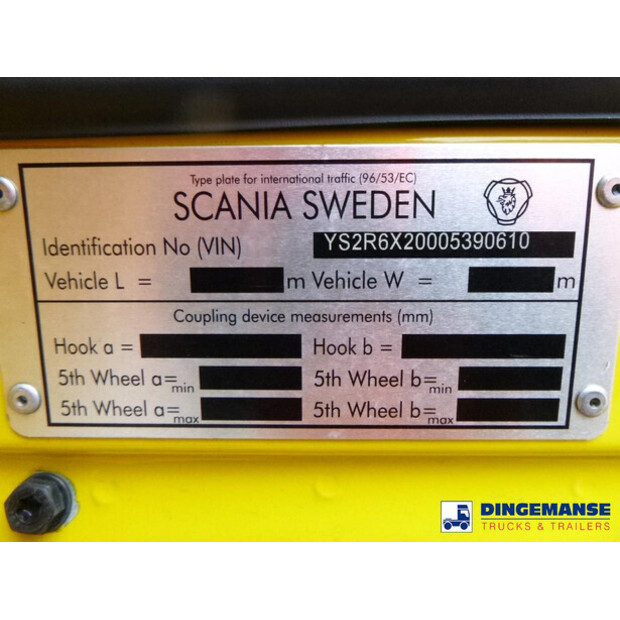 Type plate for international traffic (96/53/EC)
SCANIA SWEDEN
Identification No (VIN) YS2R6X20005390610
Vehicle L = m Vehicle W = m
Coupling device measurements (mm)
Hook a = Hook b =
5th Wheel a=min 5th Wheel b=min
5th Wheel a=max 5th Wheel b=max
DINGEMANSE
TRUCKS & TRAILERS